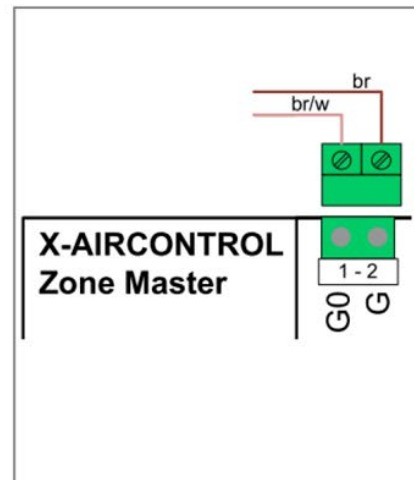 br
br/w
X-AIRCONTROL
Zone Master
1 - 2
G0 G